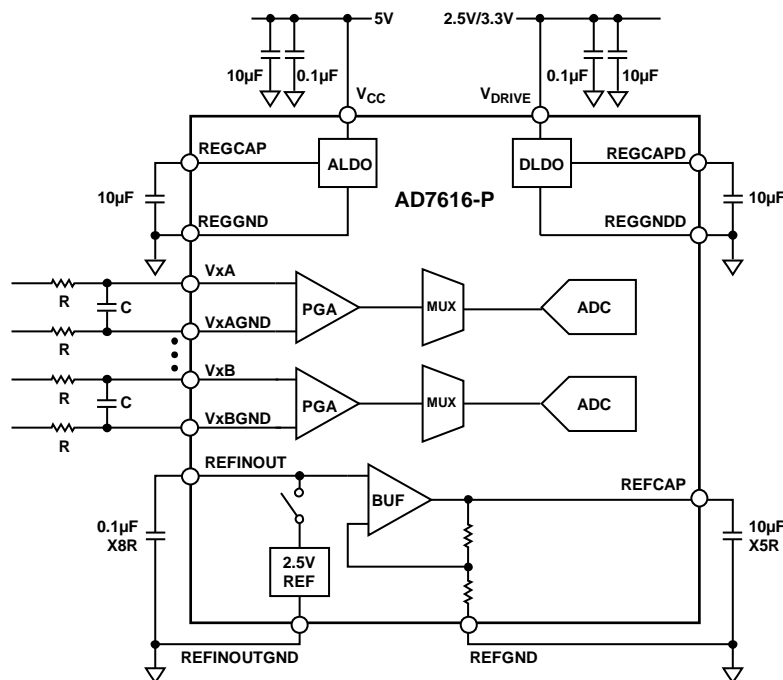 5V
2.5V/3.3V
10µF
0.1µF
0.1µF
10µF
VCC
VDRIVE
REGCAP
ALDO
DLDO
REGCAPD
10µF
AD7616-P
10µF
REGGND
REGGNDD
VxA
R
C
PGA
MUX
ADC
VxAGND
R
VxB
R
C
PGA
MUX
ADC
VxBGND
R
REFINOUT
REFCAP
BUF
0.1µF
X8R
10µF
X5R
2.5V
REF
REFINOUTGND
REFGND